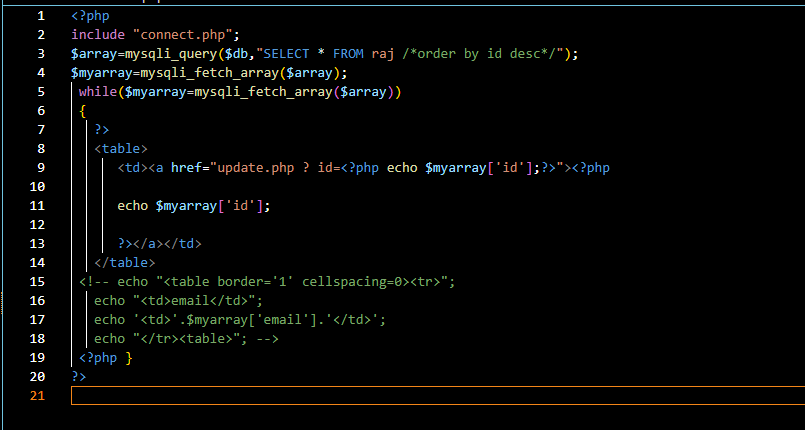 1 <?php
2 include "connect.php";
3 $array=mysqli_query($db,"SELECT * FROM raj /*order by id desc*/");
4 $myarray=mysqli_fetch_array($array);
5 while($myarray=mysqli_fetch_array($array))
6 {
7 ?>
8 <table>
9 <td><a href="update.php ? id=<?php echo $myarray['id'];?>"><?php
10
11 echo $myarray['id'];
12
13 ?></a></td>
14 </table>
15 <!-- echo "<table border='1' cellspacing=0><tr>";
16 echo "<td>email</td>";
17 echo '<td>'.$myarray['email'].'</td>';
18 echo "</tr><table>"; -->
19 <?php }
20 ?>
21